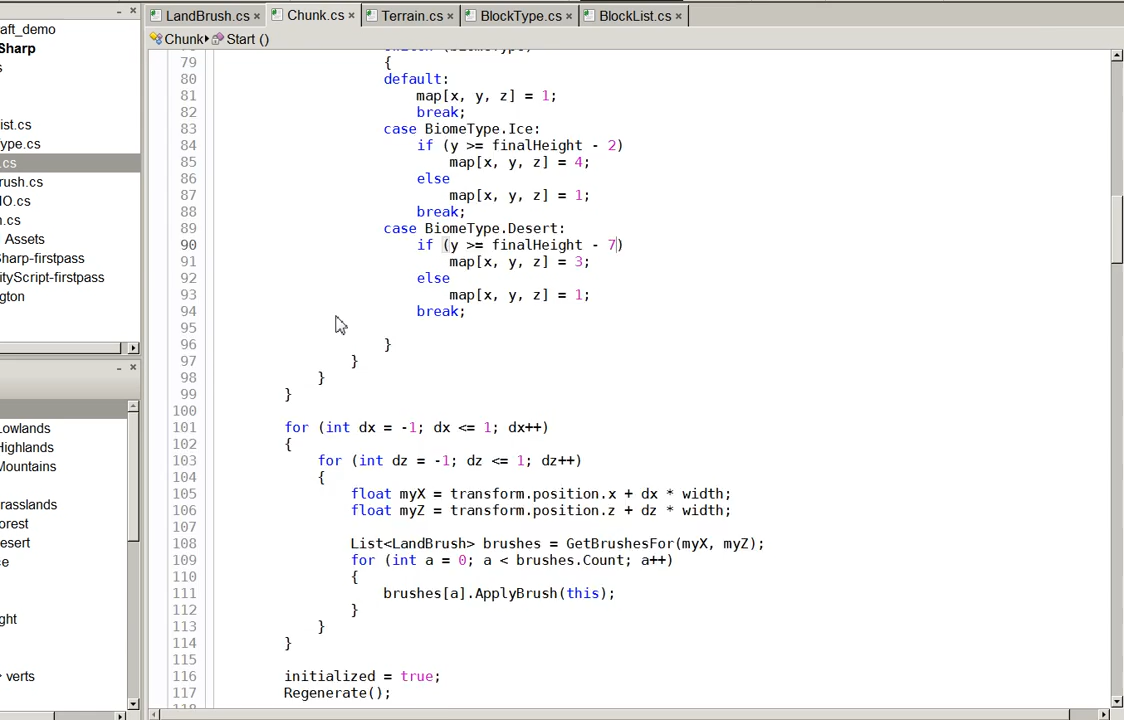 LandBrush.cs × Chunk.cs × Terrain.cs × BlockType.cs × BlockList.cs ×
Chunk Start ()
aft_demo
Sharp
s
ist.cs
ype.cs
.cs
rush.cs
IO.cs
n.cs
Assets
Sharp-firstpass
ityScript-firstpass
gton
owlands
Highlands
Mountains
rasslands
orest
esert
e
ght
verts
79 {
80 default:
81 map[x, y, z] = 1;
82 break;
83 case BiomeType.Ice:
84 if (y >= finalHeight - 2)
85 map[x, y, z] = 4;
86 else
87 map[x, y, z] = 1;
88 break;
89 case BiomeType.Desert:
90 if (y >= finalHeight - 7)
91 map[x, y, z] = 3;
92 else
93 map[x, y, z] = 1;
94 break;
95
96 }
97 }
98 }
99 }
100
101 for (int dx = -1; dx <= 1; dx++)
102 {
103 for (int dz = -1; dz <= 1; dz++)
104 {
105 float myX = transform.position.x + dx * width;
106 float myZ = transform.position.z + dz * width;
107
108 List<LandBrush> brushes = GetBrushesFor(myX, myZ);
109 for (int a = 0; a < brushes.Count; a++)
110 {
111 brushes[a].ApplyBrush(this);
112 }
113 }
114 }
115
116 initialized = true;
117 Regenerate();